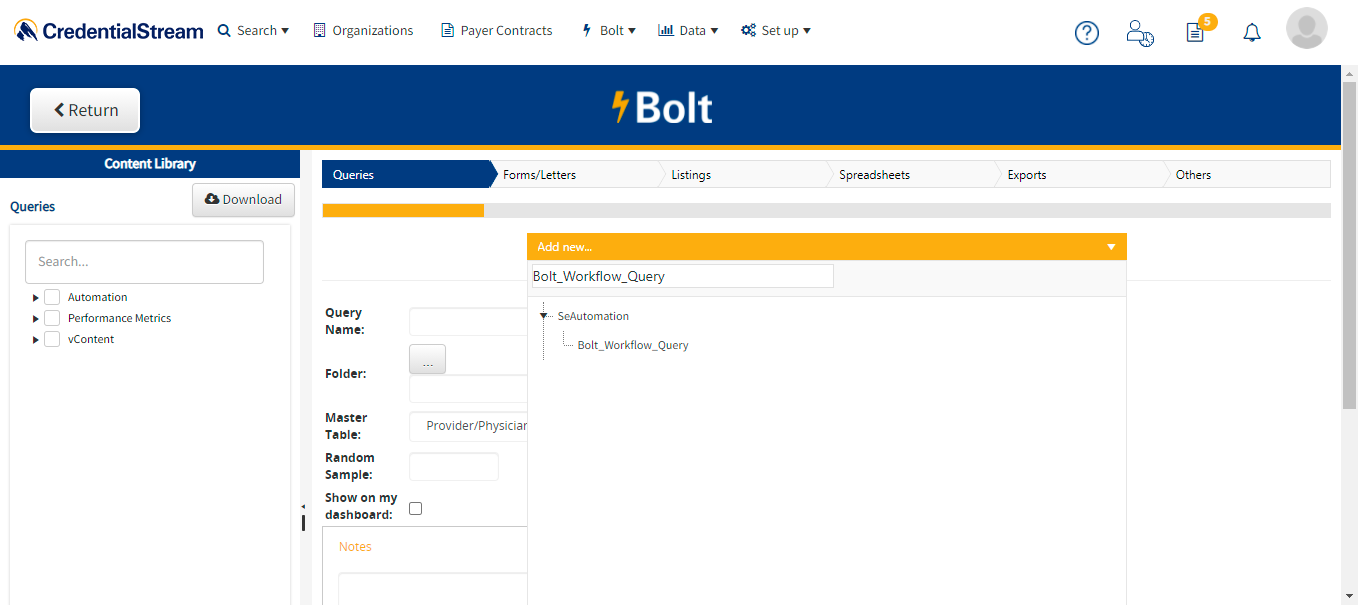 CredentialStream Search Organizations Payer Contracts Bolt Data Set up 5
Return
Bolt
Content Library
Queries
Download
Search...
Automation
Performance Metrics
vContent
Queries Forms/Letters Listings Spreadsheets Exports Others
Add new...
Bolt_Workflow_Query
SeAutomation
Bolt_Workflow_Query
Query
Name:
...
Folder:
Master
Table:
Provider/Physician
Random
Sample:
Show on my
dashboard:
Notes